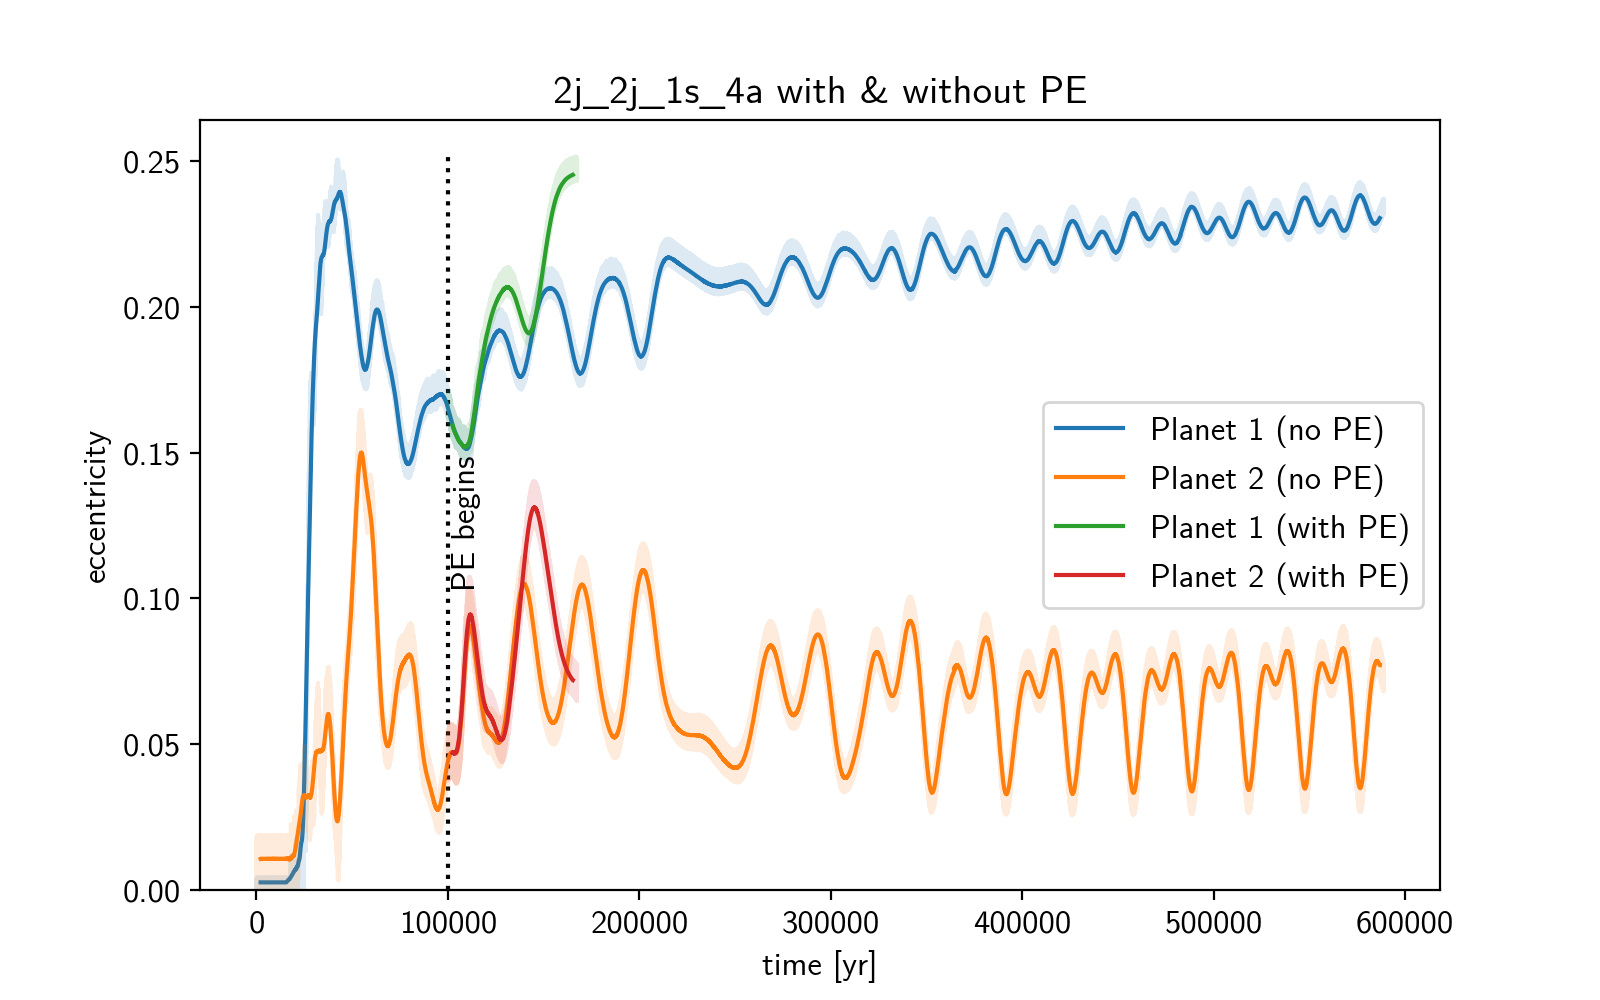 2j_2j_1s_4a with & without PE
eccentricity
0.25
0.20
0.15
0.10
0.05
0.00
PE begins
Planet 1 (no PE)
Planet 2 (no PE)
Planet 1 (with PE)
Planet 2 (with PE)
0
100000
200000
300000
400000
500000
600000
time [yr]